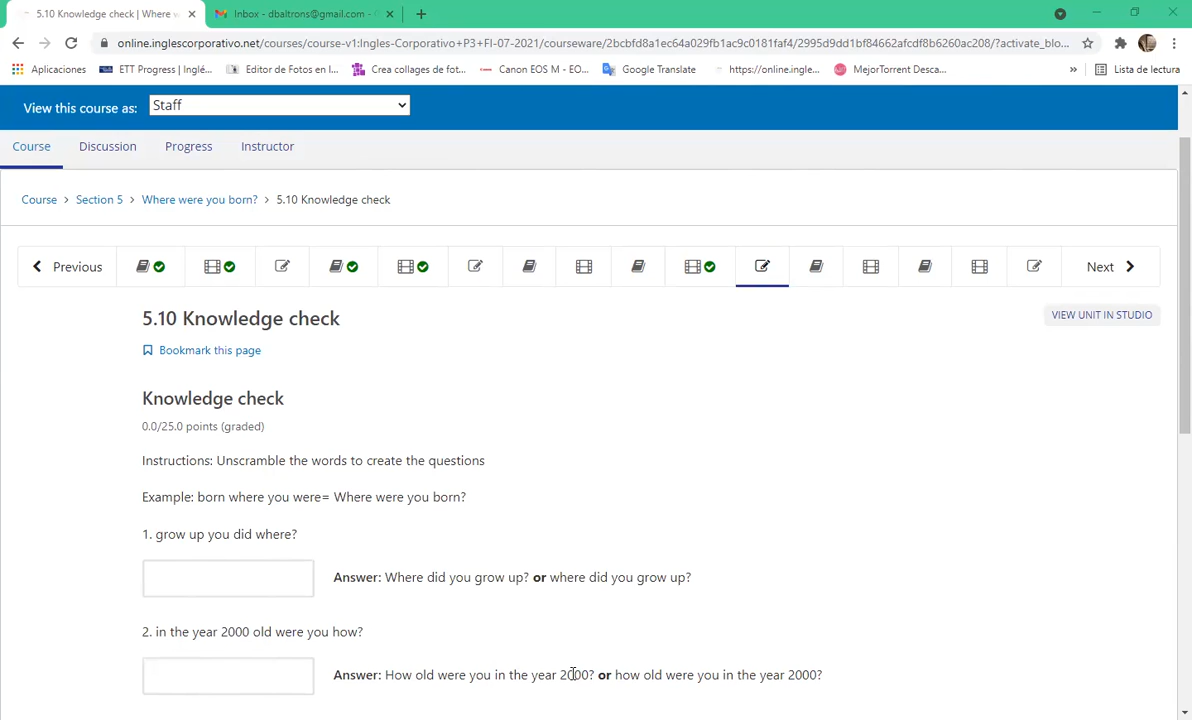 5.10 Knowledge check | Where w
Inbox - dbaltrons@gmail.com -
online.inglescorporativo.net/courses/course-v1:Ingles-Corporativo+P3+FI-07-2021/courseware/2bcbfd8a1ec64a029fb1ac9c0181faf4/2995d9dd1bf84662afcdf8b6260ac208/?activate_blo...
Aplicaciones ETT Progress | Inglé... Editor de Fotos en l... Crea collages de fot... Canon EOS M - EO... Google Translate https://online.ingle... MejorTorrent Desca... » Lista de lectura
View this course as: Staff
Course Discussion Progress Instructor
Course > Section 5 > Where were you born? > 5.10 Knowledge check
Previous Next
5.10 Knowledge check
VIEW UNIT IN STUDIO
Bookmark this page
Knowledge check
0.0/25.0 points (graded)
Instructions: Unscramble the words to create the questions
Example: born where you were= Where were you born?
1. grow up you did where?
Answer: Where did you grow up? or where did you grow up?
2. in the year 2000 old were you how?
Answer: How old were you in the year 2000? or how old were you in the year 2000?